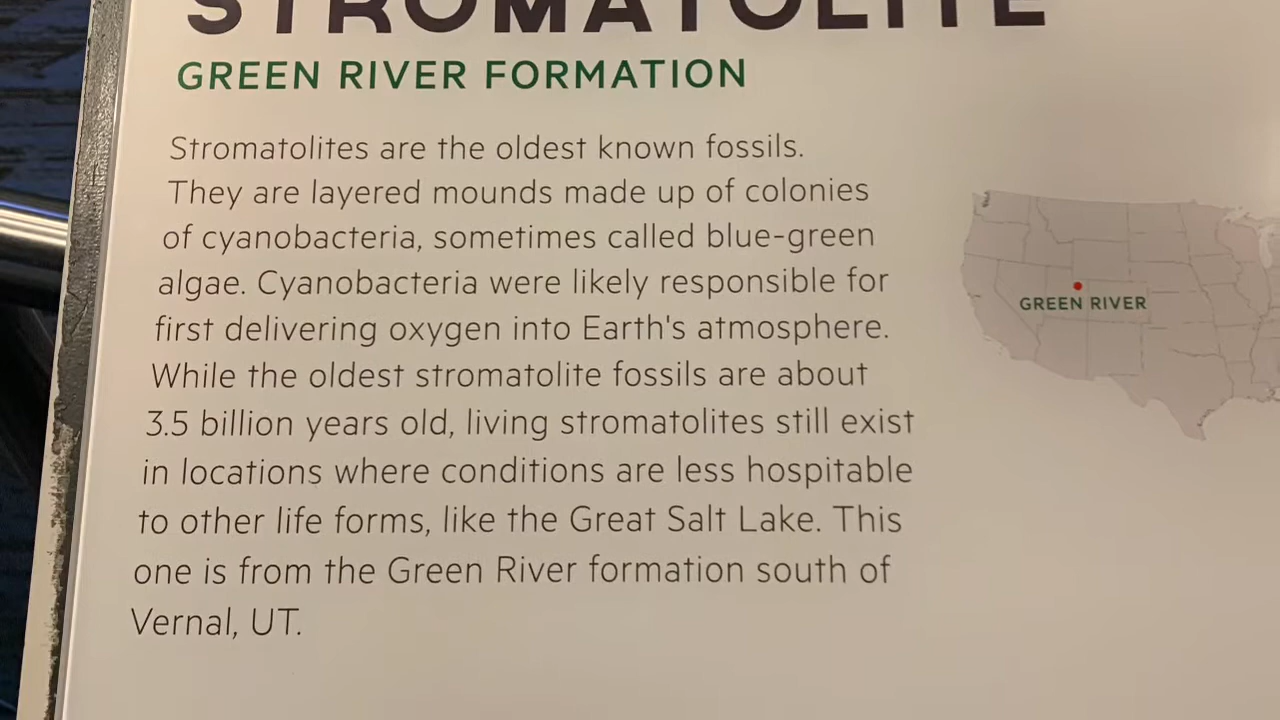 STROMATOLITE
GREEN RIVER FORMATION
Stromatolites are the oldest known fossils.
They are layered mounds made up of colonies
of cyanobacteria, sometimes called blue-green
algae. Cyanobacteria were likely responsible for
first delivering oxygen into Earth's atmosphere.
While the oldest stromatolite fossils are about
3.5 billion years old, living stromatolites still exist
in locations where conditions are less hospitable
to other life forms, like the Great Salt Lake. This
one is from the Green River formation south of
Vernal, UT.
GREEN RIVER